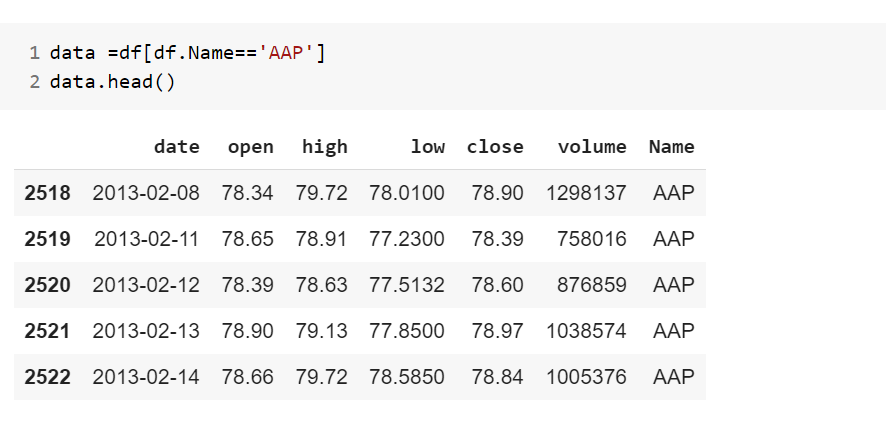 1 data =df[df.Name=='AAP']
2 data.head()
date open high low close volume Name
2518 2013-02-08 78.34 79.72 78.0100 78.90 1298137 AAP
2519 2013-02-11 78.65 78.91 77.2300 78.39 758016 AAP
2520 2013-02-12 78.39 78.63 77.5132 78.60 876859 AAP
2521 2013-02-13 78.90 79.13 77.8500 78.97 1038574 AAP
2522 2013-02-14 78.66 79.72 78.5850 78.84 1005376 AAP